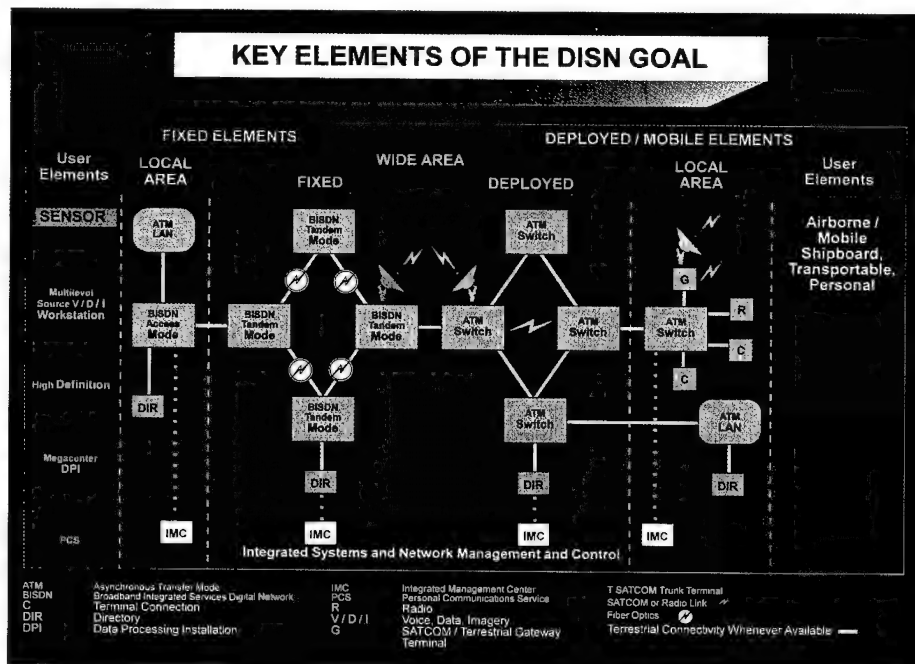 KEY ELEMENTS OF THE DISN GOAL
FIXED ELEMENTS
DEPLOYED / MOBILE ELEMENTS
WIDE AREA
User
Elements
LOCAL
AREA
FIXED
DEPLOYED
LOCAL
AREA
User
Elements
SENSOR
Multilevel
Source V / D / I
Workstation
High Definition
Megacenter
DPI
PCS
ATM
LAN
BISDN
Access
Mode
DIR
IMC
BISDN
Tandem
Mode
BISDN
Tandem
Mode
BISDN
Tandem
Mode
BISDN
Tandem
Mode
DIR
IMC
ATM
Switch
ATM
Switch
ATM
Switch
ATM
Switch
DIR
IMC
G
ATM
Switch
R
C
C
ATM
LAN
DIR
IMC
Airborne /
Mobile
Shipboard,
Transportable,
Personal
Integrated Systems and Network Management and Control
ATM Asynchronous Transfer Mode
BISDN Broadband Integrated Services Digital Network
C Terminal Connection
DIR Directory
DPI Data Processing Installation
IMC Integrated Management Center
PCS Personal Communications Service
R Radio
V / D / I Voice, Data, Imagery
G SATCOM / Terrestrial Gateway
Terminal
T SATCOM Trunk Terminal
SATCOM or Radio Link
Fiber Optics
Terrestrial Connectivity Whenever Available